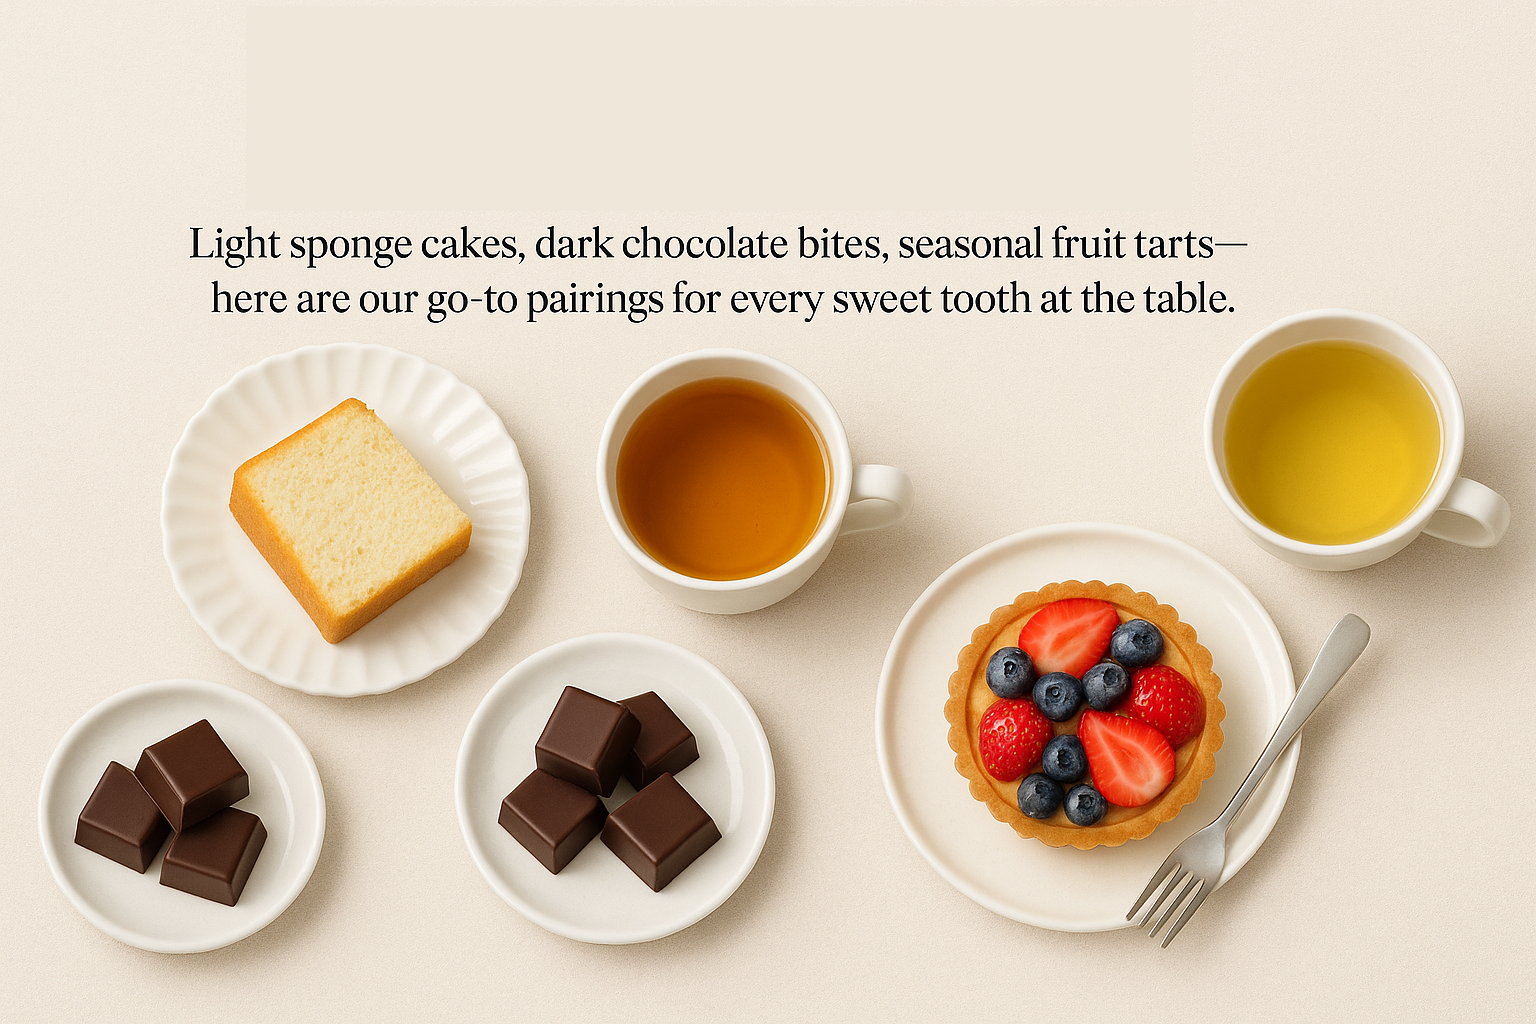 Light sponge cakes, dark chocolate bites, seasonal fruit tarts—
here are our go-to pairings for every sweet tooth at the table.